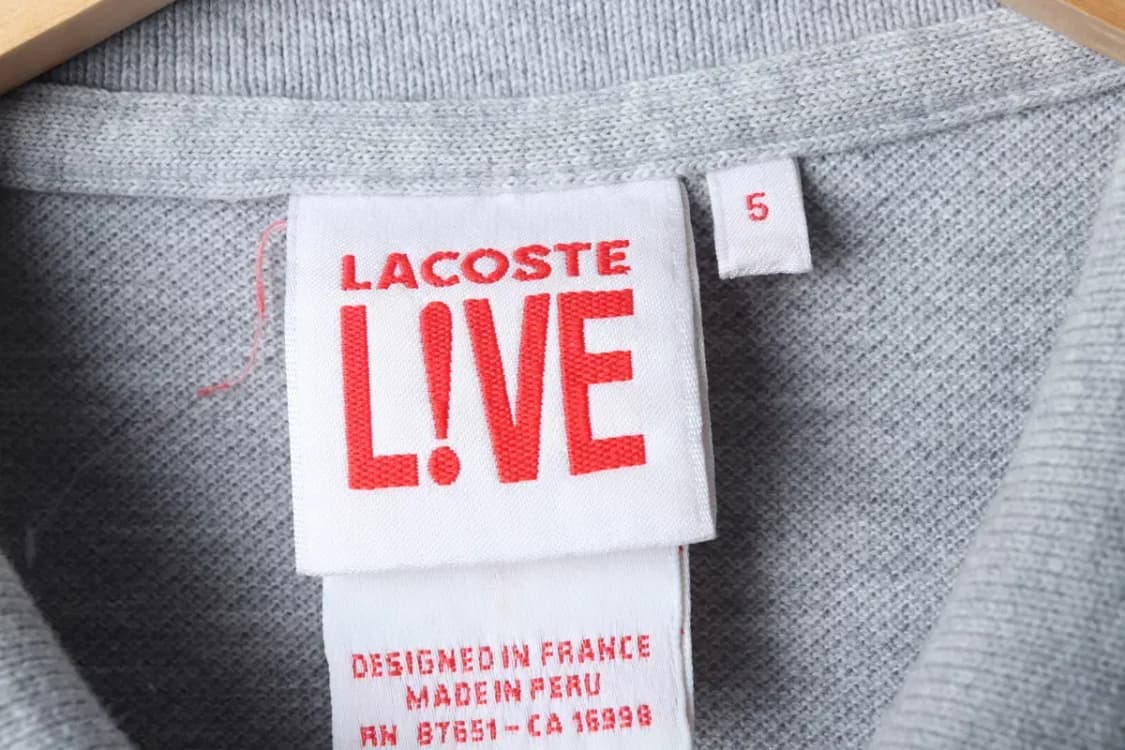 LACOSTE
L!VE
5
DESIGNED IN FRANCE
MADE IN PERU
RN 87651-CA 16998